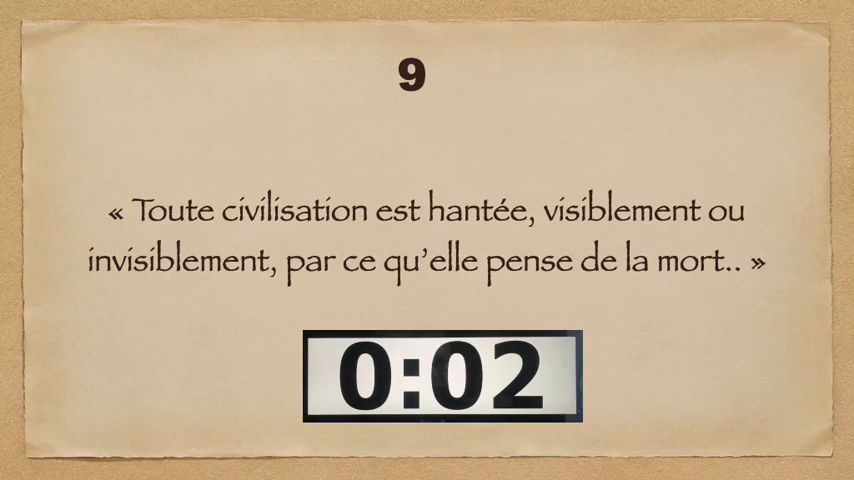 9
« Toute civilisation est hantée, visiblement ou
invisiblement, par ce qu’elle pense de la mort.. »
0:02